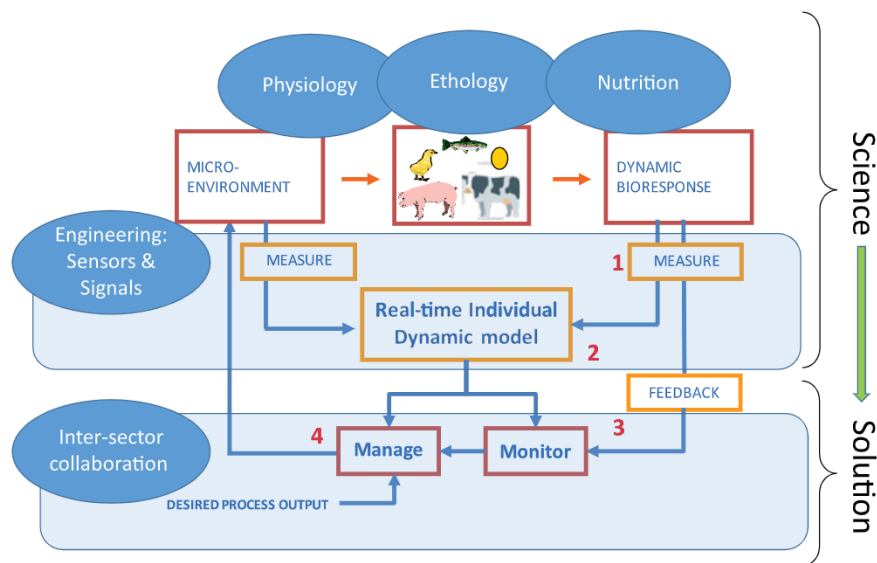 Physiology
Ethology
Nutrition
MICRO-
ENVIRONMENT
DYNAMIC
BIORESPONSE
Science
Engineering:
Sensors &
Signals
MEASURE
1
MEASURE
Real-time Individual
Dynamic model
2
FEEDBACK
Inter-sector
collaboration
4
Manage
Monitor
3
DESIRED PROCESS OUTPUT
Solution